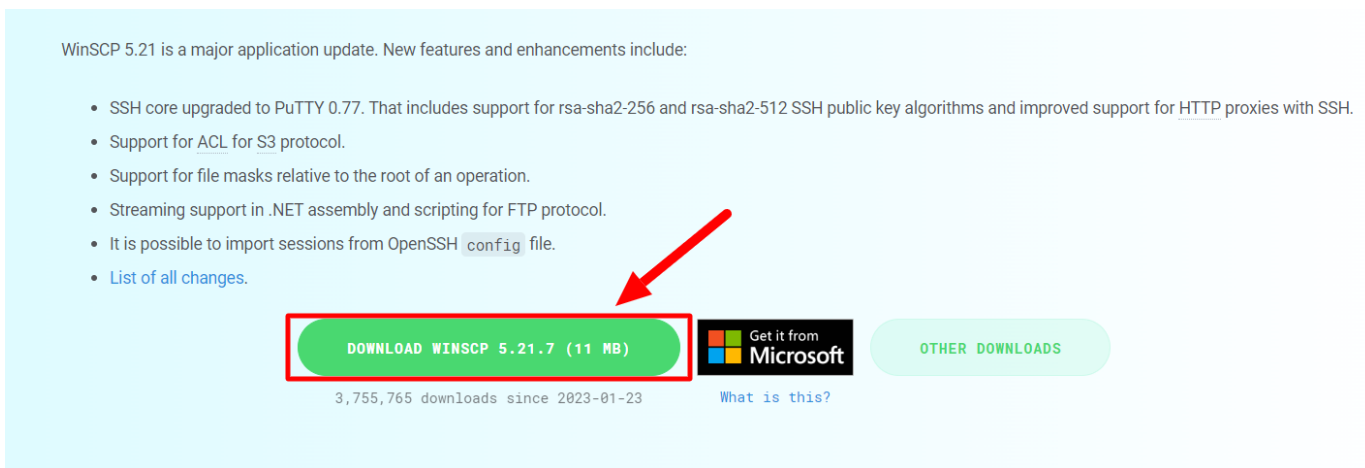 WinSCP 5.21 is a major application update. New features and enhancements include:
SSH core upgraded to PuTTY 0.77. That includes support for rsa-sha2-256 and rsa-sha2-512 SSH public key algorithms and improved support for HTTP proxies with SSH.
Support for ACL for S3 protocol.
Support for file masks relative to the root of an operation.
Streaming support in .NET assembly and scripting for FTP protocol.
It is possible to import sessions from OpenSSH config file.
List of all changes.
DOWNLOAD WINSCP 5.21.7 (11 MB)
Get it from
Microsoft
OTHER DOWNLOADS
3,755,765 downloads since 2023-01-23
What is this?